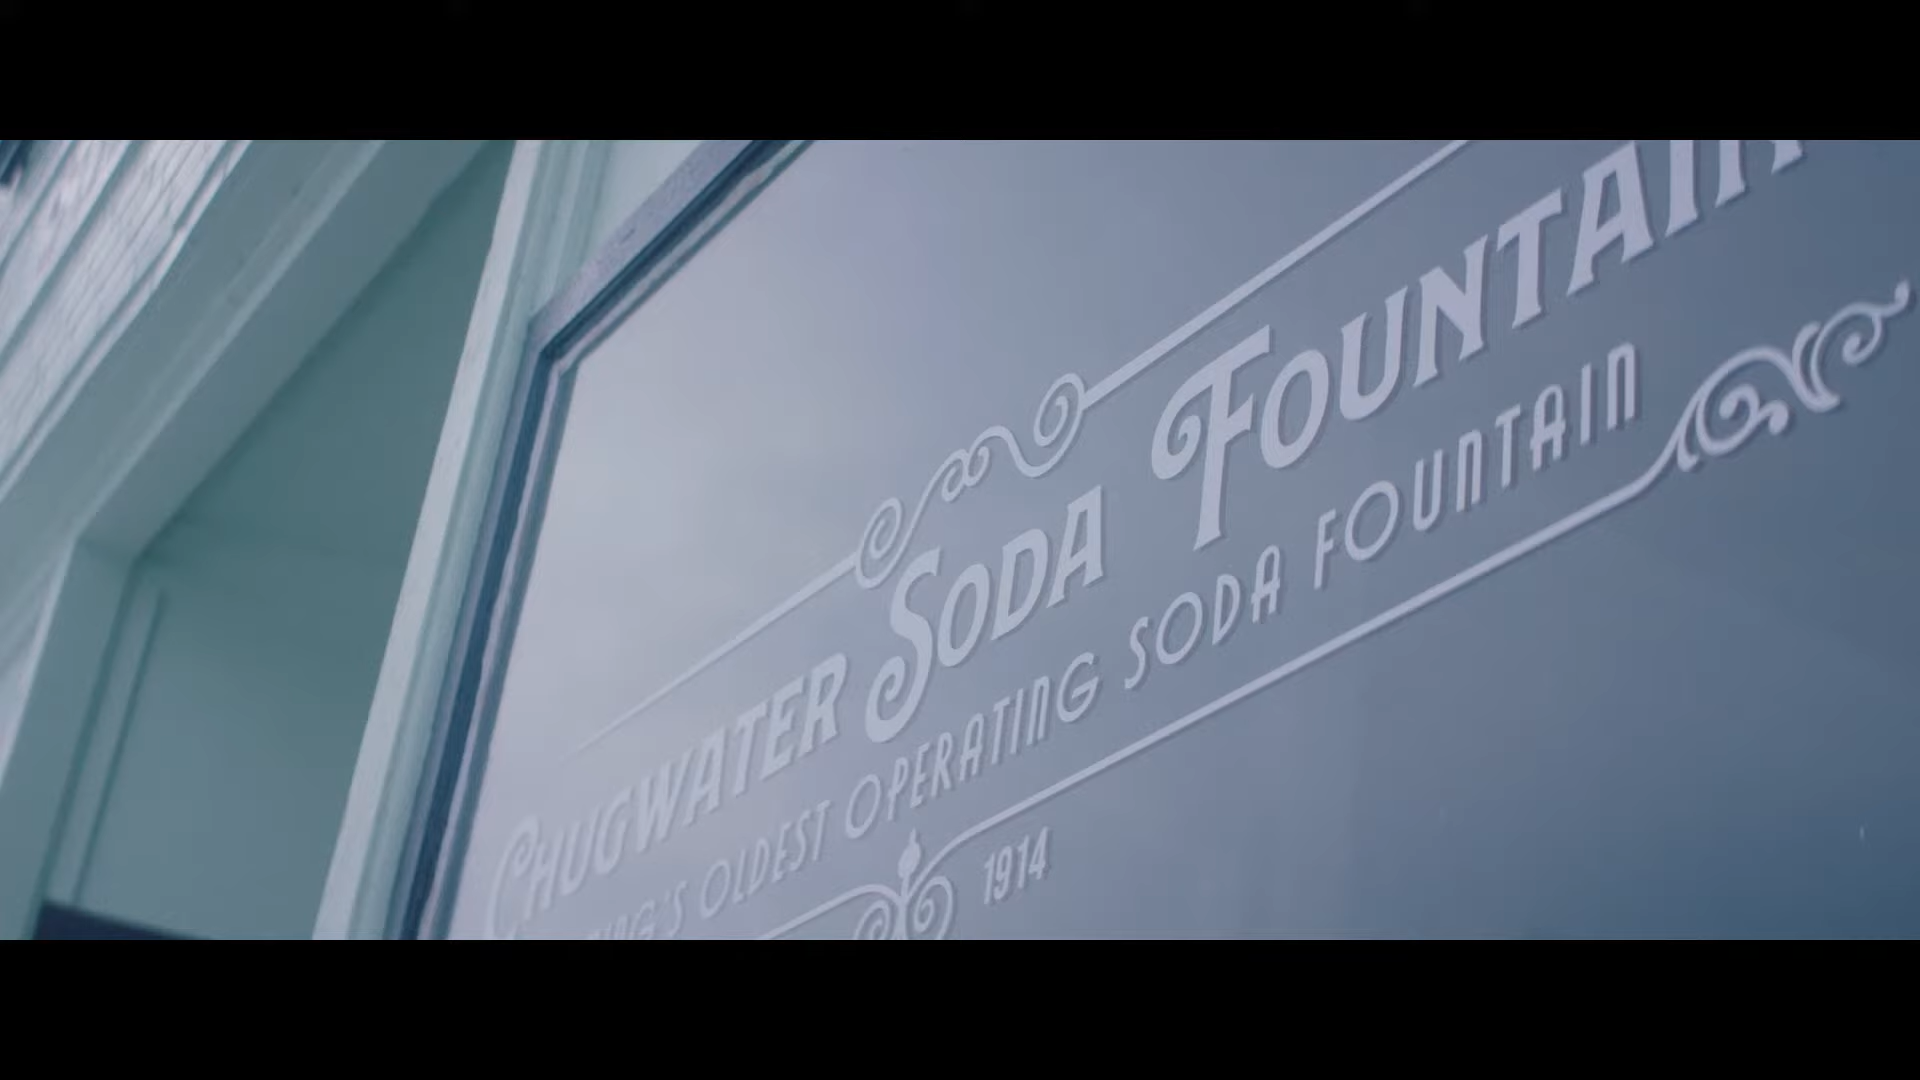 CHUGWATER SODA FOUNTAIN
OLDEST OPERATING SODA FOUNTAIN
1914